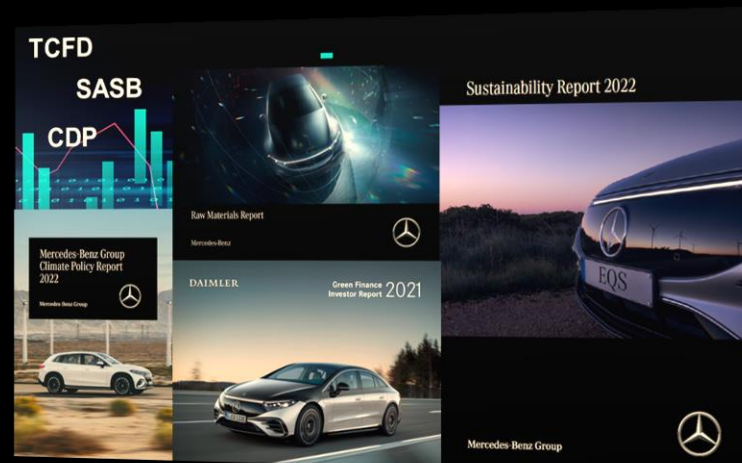 TCFD
SASB
CDP
Mercedes-Benz Group
Climate Policy Report
2022
Mercedes-Benz Group
Raw Materials Report
Mercedes-Benz
DAIMLER
Green Finance
Investor Report 2021
Sustainability Report 2022
EQS
Mercedes-Benz Group